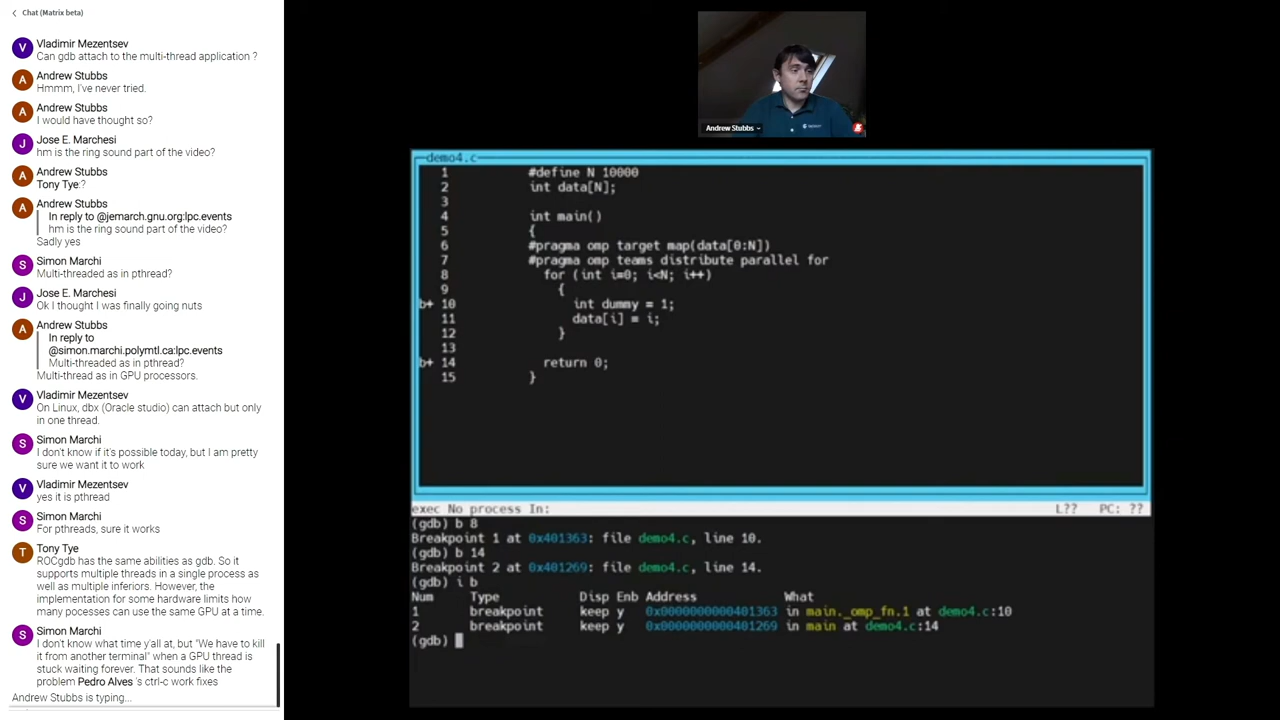 Chat (Matrix beta)
V
Vladimir Mezentsev
Can gdb attach to the multi-thread application ?
A
Andrew Stubbs
Hmmm, I've never tried.
A
Andrew Stubbs
I would have thought so?
J
Jose E. Marchesi
hm is the ring sound part of the video?
A
Andrew Stubbs
Tony Tye:?
A
Andrew Stubbs
In reply to @jemarch.gnu.org:lpc.events
hm is the ring sound part of the video?
Sadly yes
S
Simon Marchi
Multi-threaded as in pthread?
J
Jose E. Marchesi
Ok I thought I was finally going nuts
A
Andrew Stubbs
In reply to
@simon.marchi.polymtl.ca:lpc.events
Multi-threaded as in pthread?
Multi-thread as in GPU processors.
V
Vladimir Mezentsev
On Linux, dbx (Oracle studio) can attach but only
in one thread.
S
Simon Marchi
I don't know if it's possible today, but I am pretty
sure we want it to work
V
Vladimir Mezentsev
yes it is pthread
S
Simon Marchi
For pthreads, sure it works
T
Tony Tye
ROCgdb has the same abilities as gdb. So it
supports multiple threads in a single process as
well as multiple inferiors. However, the
implementation for some hardware limits how
many pocesses can use the same GPU at a time.
S
Simon Marchi
I don't know what time y'all at, but "We have to kill
it from another terminal" when a GPU thread is
stuck waiting forever. That sounds like the
problem Pedro Alves 's ctrl-c work fixes
Andrew Stubbs is typing...
Andrew Stubbs
demo4.c
1 #define N 10000
2 int data[N];
3
4 int main()
5 {
6 #pragma omp target map(data[0:N])
7 #pragma omp teams distribute parallel for
8 for (int i=0; i<N; i++)
9 {
b+ 10 int dummy = 1;
11 data[i] = i;
12 }
13
b+ 14 return 0;
15 }
exec No process In: L?? PC: ??
(gdb) b 8
Breakpoint 1 at 0x401363: file demo4.c, line 10.
(gdb) b 14
Breakpoint 2 at 0x401269: file demo4.c, line 14.
(gdb) i b
Num Type Disp Enb Address What
1 breakpoint keep y 0x0000000000401363 in main._omp_fn.1 at demo4.c:10
2 breakpoint keep y 0x0000000000401269 in main at demo4.c:14
(gdb)